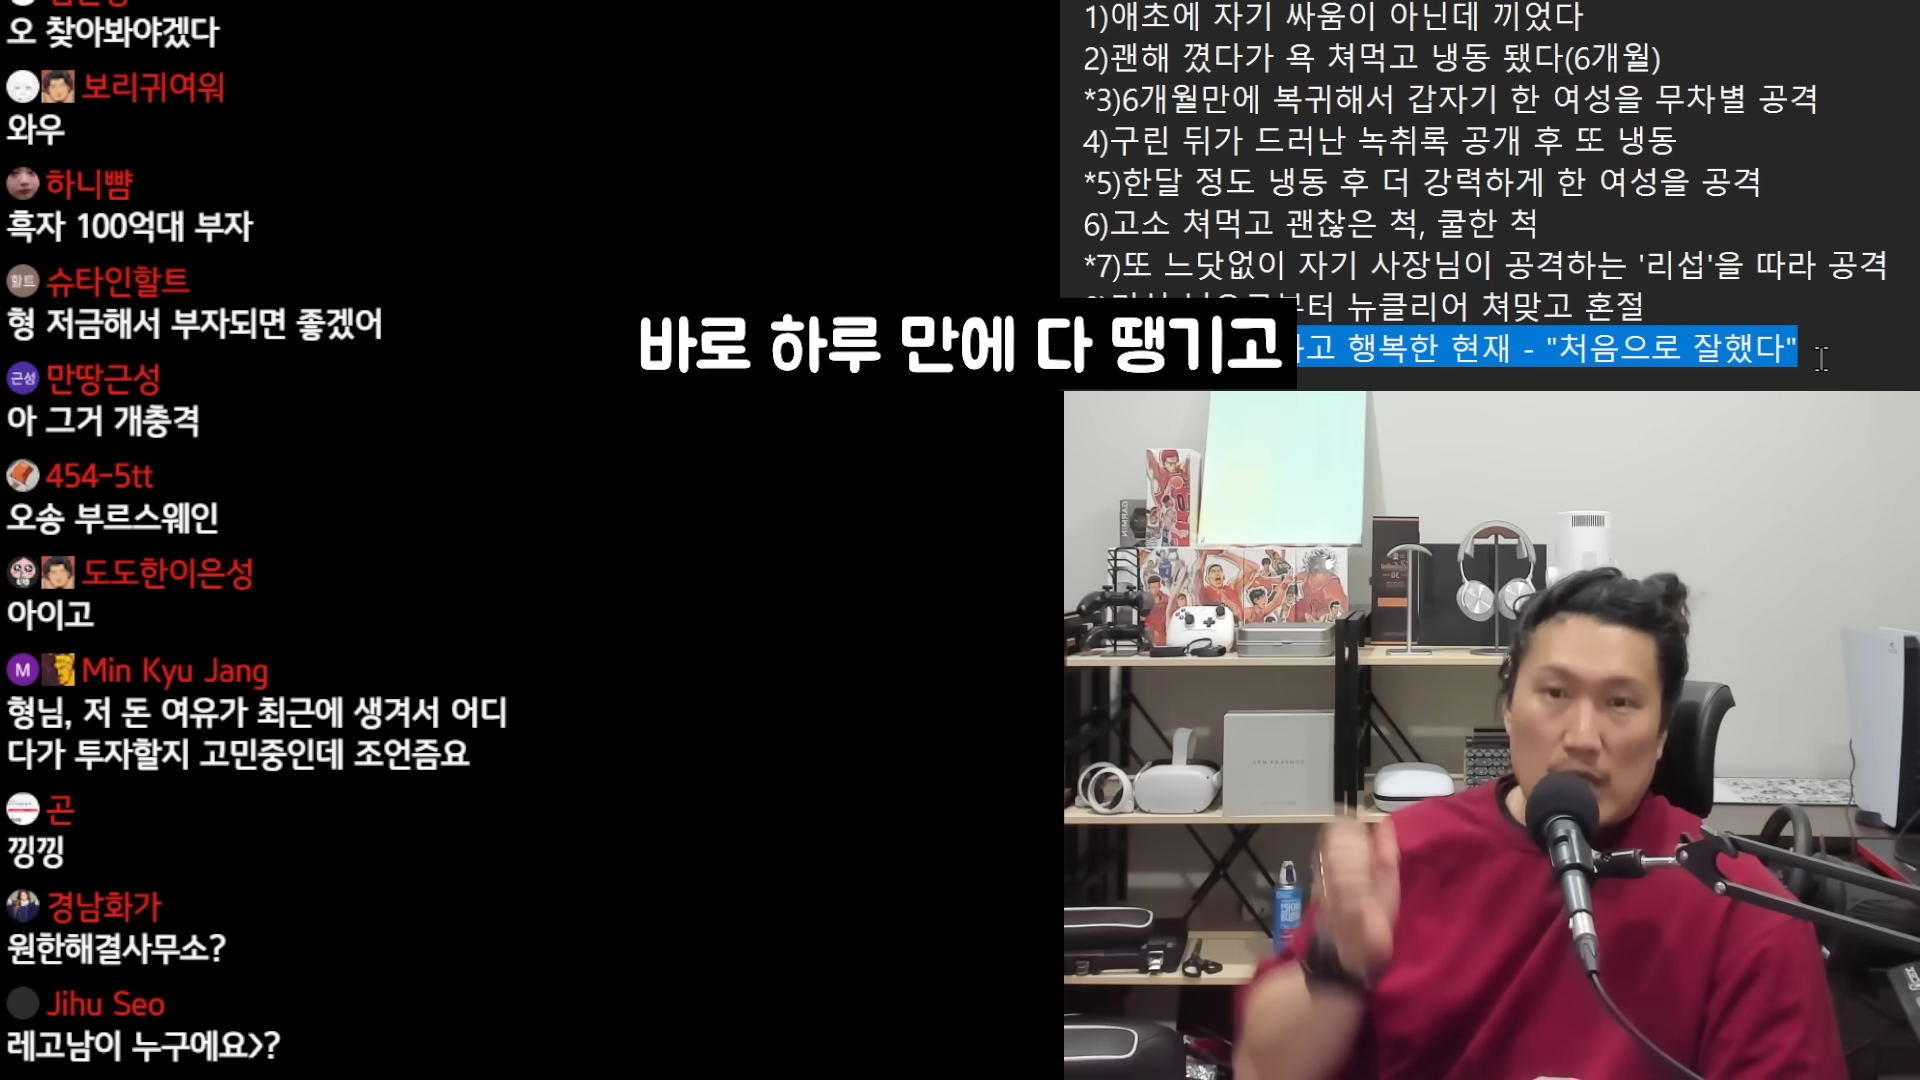 오 찾아봐야겠다
보리귀여워
와우
하니뺨
흑자 100억대 부자
할트
슈타인할트
형 저금해서 부자되면 좋겠어
근성
만땅근성
아 그거 개충격
454-5tt
오송 부르스웨인
도도한이은성
아이고
M
Min Kyu Jang
형님, 저 돈 여유가 최근에 생겨서 어디
다가 투자할지 고민중인데 조언즘요
곤
낑낑
경남화가
원한해결사무소?
Jihu Seo
레고남이 누구에요>?
1)애초에 자기 싸움이 아닌데 끼었다
2)괜해 꼈다가 욕 쳐먹고 냉동 됐다(6개월)
*3)6개월만에 복귀해서 갑자기 한 여성을 무차별 공격
4)구린 뒤가 드러난 녹취록 공개 후 또 냉동
*5)한달 정도 냉동 후 더 강력하게 한 여성을 공격
6)고소 쳐먹고 괜찮은 척, 쿨한 척
*7)또 느닷없이 자기 사장님이 공격하는 '리섭'을 따라 공격
뉴클리어 쳐맞고 혼절
행복한 현재 - "처음으로 잘했다"
바로 하루 만에 다 땡기고
GARMIN